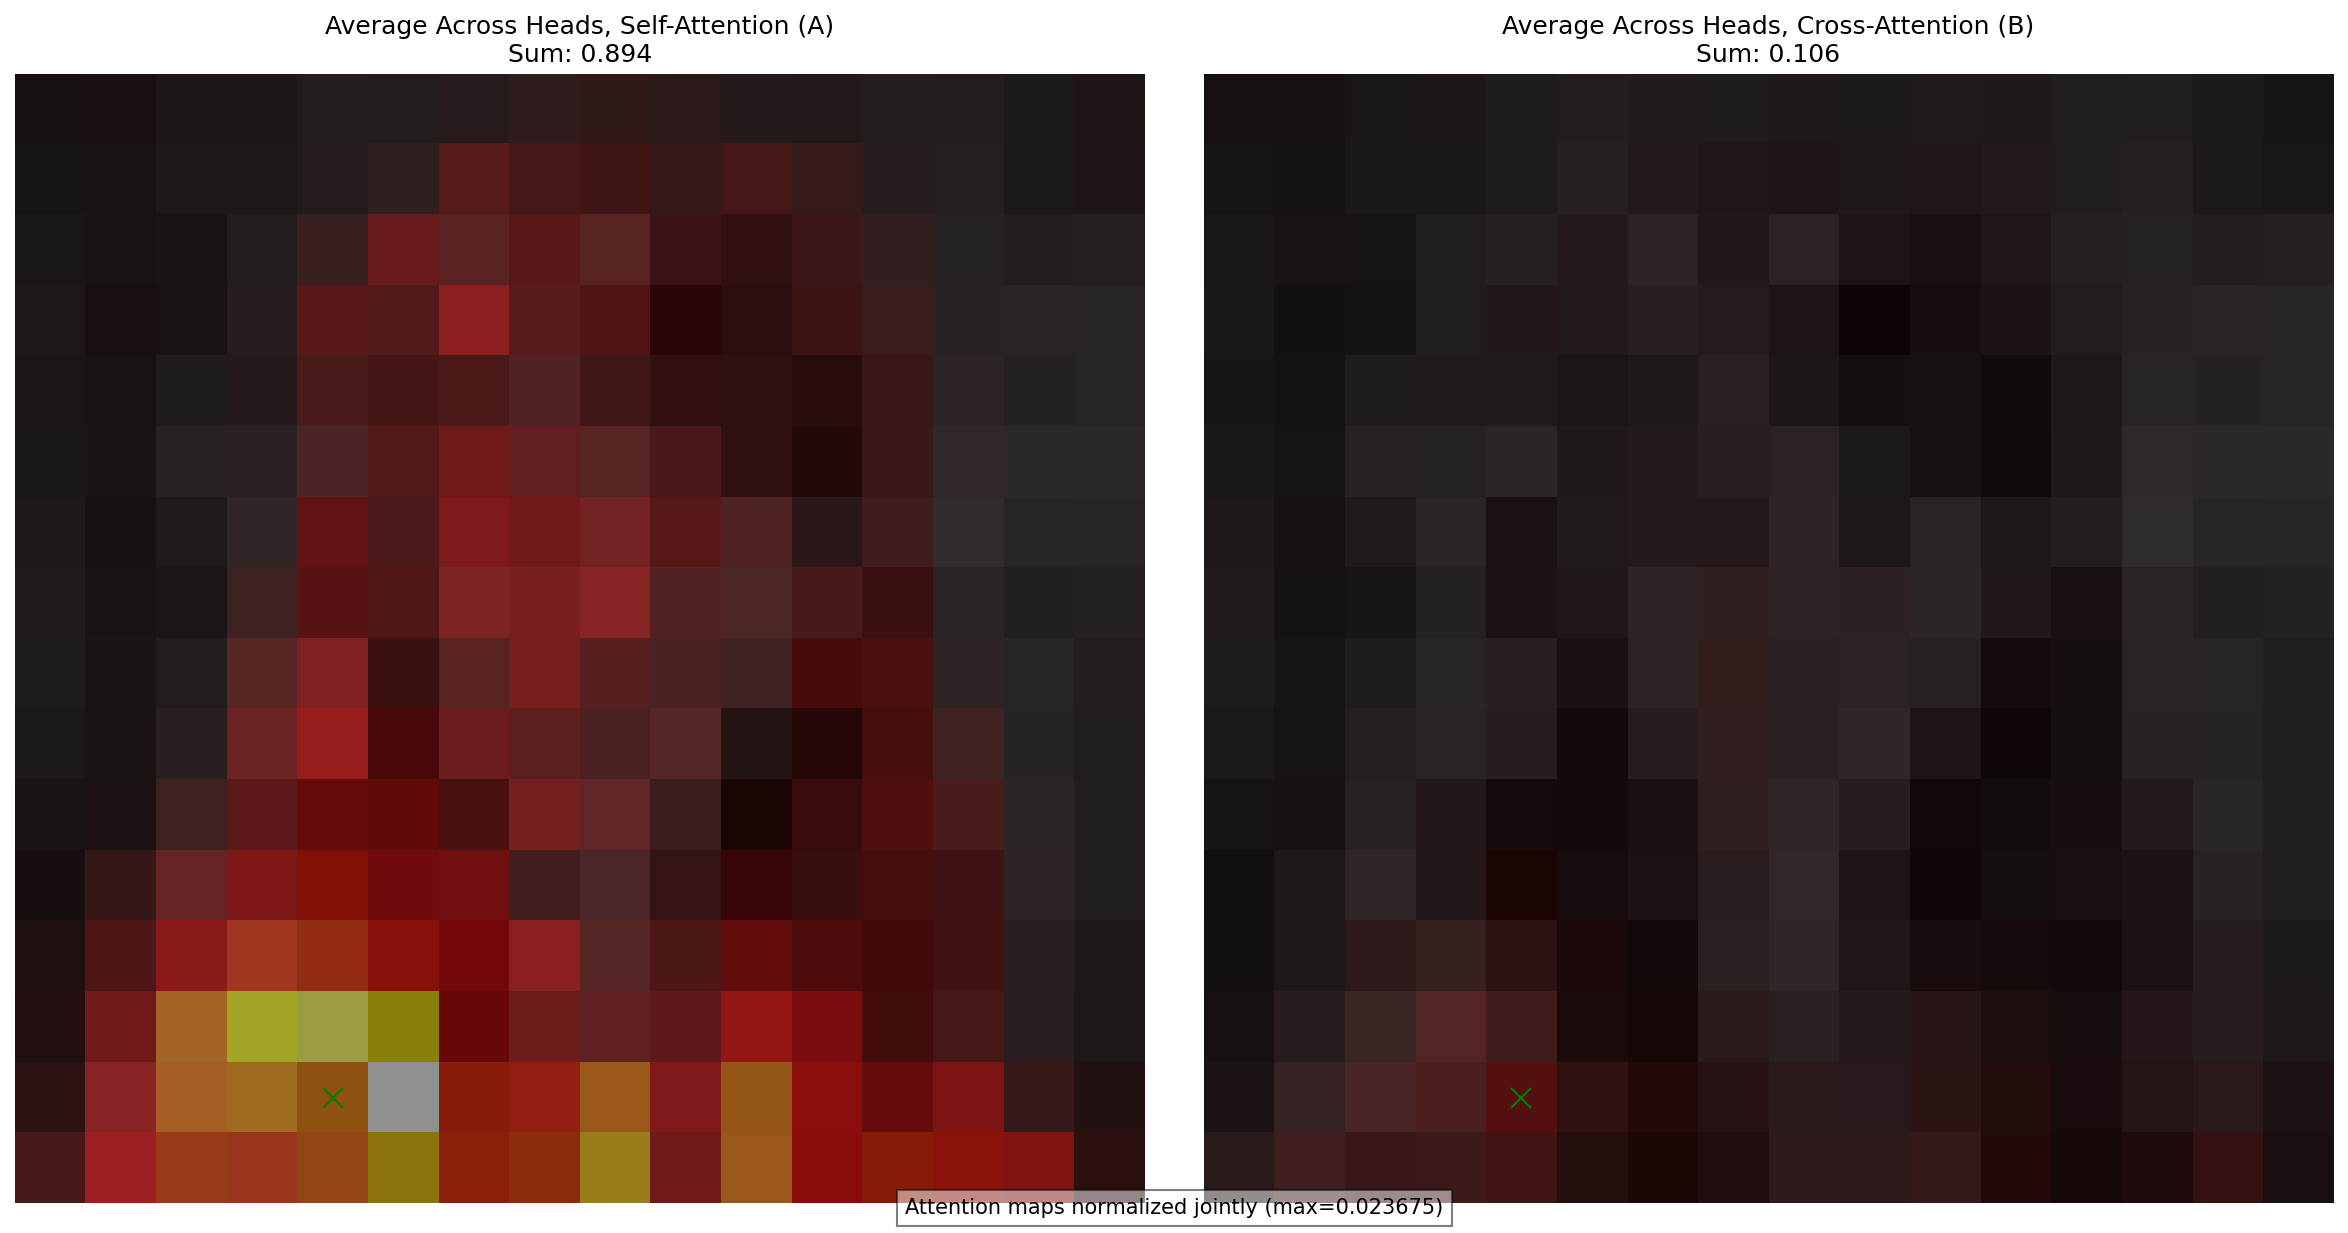 Average Across Heads, Self-Attention (A)
Sum: 0.894
Average Across Heads, Cross-Attention (B)
Sum: 0.106
Attention maps normalized jointly (max=0.023675)